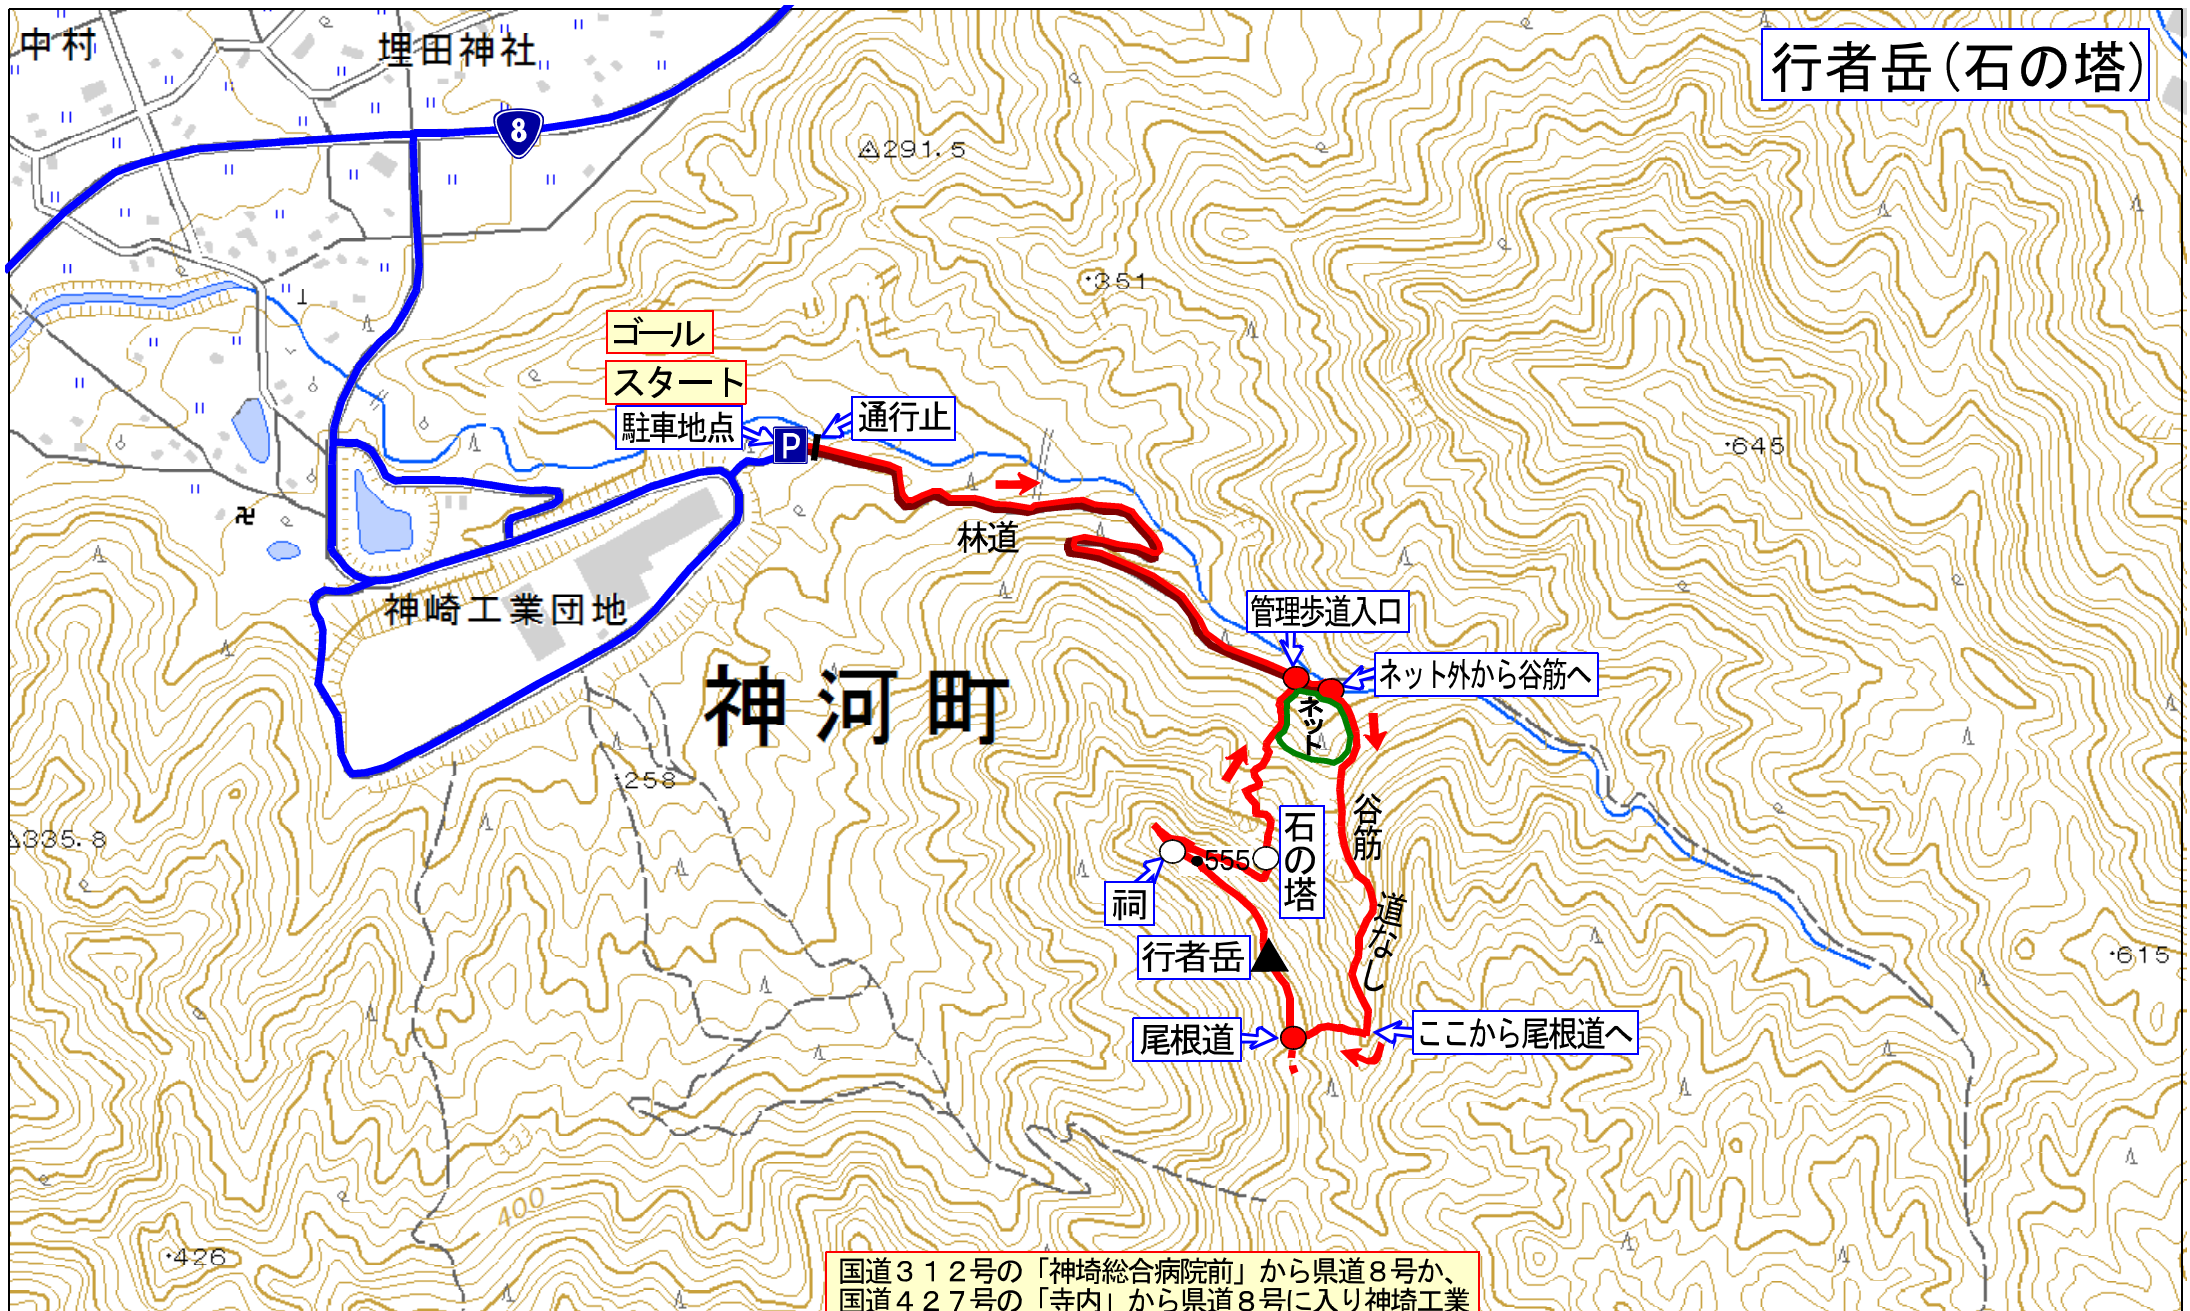 中村
埋田神社
行者岳(石の塔)
8
291.5
351
ゴール
スタート
駐車地点
P
通行止
645
林道
神崎工業団地
管理歩道入口
ネット外から谷筋へ
神河町
ネット
258
335.8
谷筋
石の塔
555
祠
道なし
行者岳
615
尾根道
ここから尾根道へ
(333)
400
426
国道312号の「神埼総合病院前」から県道8号か、
国道427号の「寺内」から県道8号に入り神埼工業